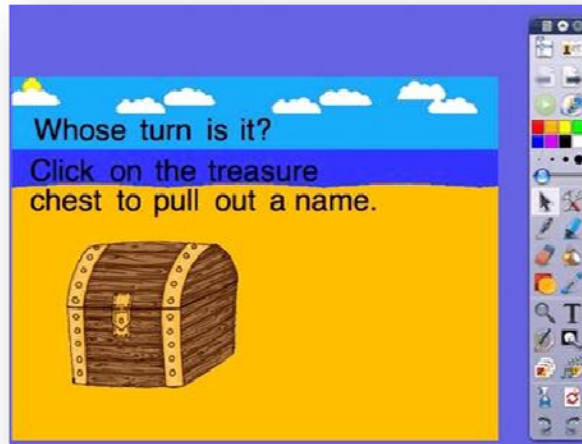 Whose turn is it?
Click on the treasure
chest to pull out a name.
T